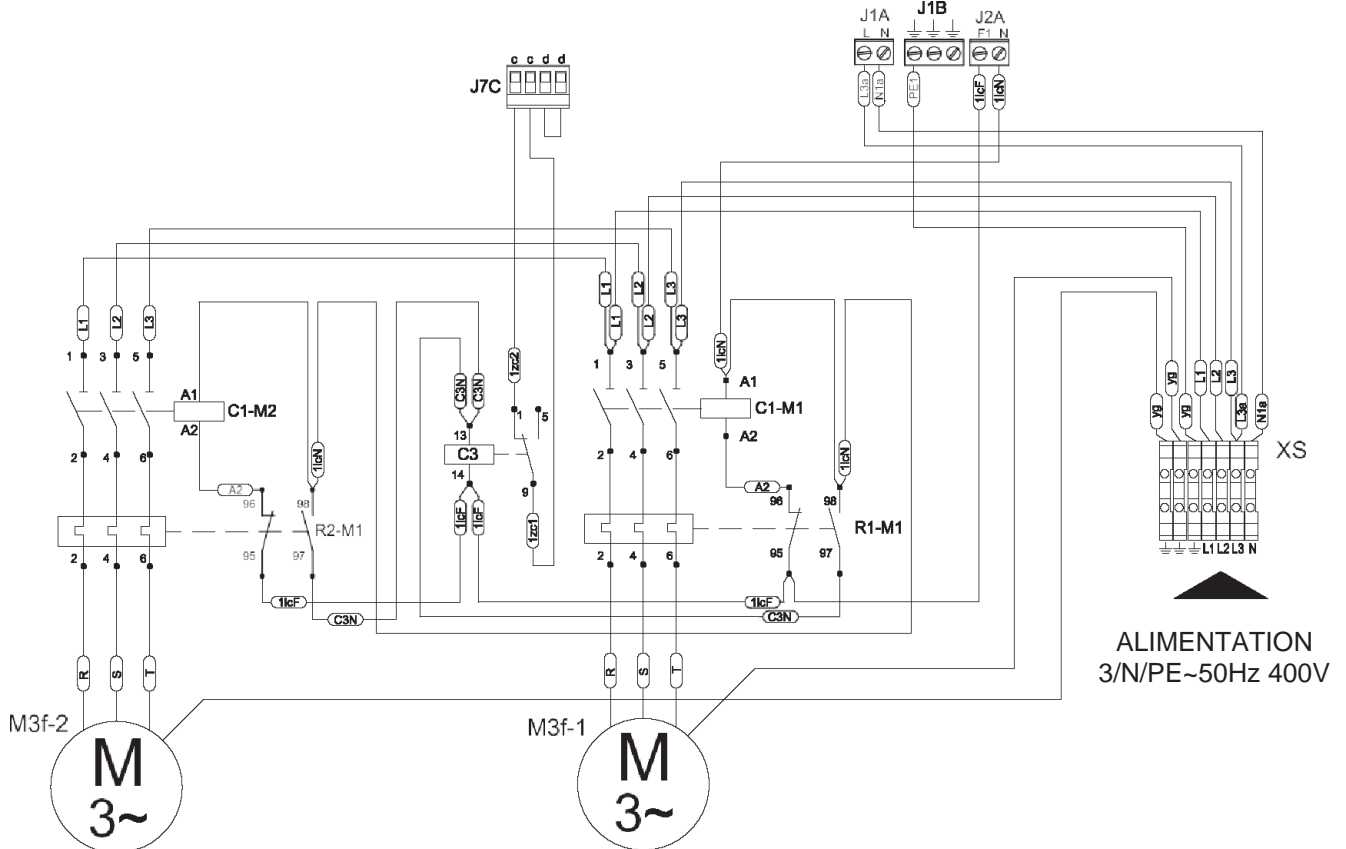 J1A
J1B
J2A
L N
F1 N
c c d d
J7C
L3a
N1a
PE1
1lcF
1lcN
L1
L2
L3
L1
L2
L3
L1
L2
L3
1 3 5
A1
C1-M2
A2
2 4 6
1lcN
A2
96
98
R2-M1
95
97
2 4 6
1lcF
C3N
C3N
C3N
13
C3
14
1lcF
1lcF
1zc2
1
5
9
1zc1
1lcN
1 3 5
A1
C1-M1
A2
2 4 6
1lcN
A2
96
98
R1-M1
95
97
2 4 6
1lcF
C3N
yg
yg
yg
L1
L2
L3
L3a
N1a
XS
L1 L2 L3 N
ALIMENTATION
3/N/PE~50Hz 400V
R
S
T
R
S
T
M3f-2
M
3~
M3f-1
M
3~